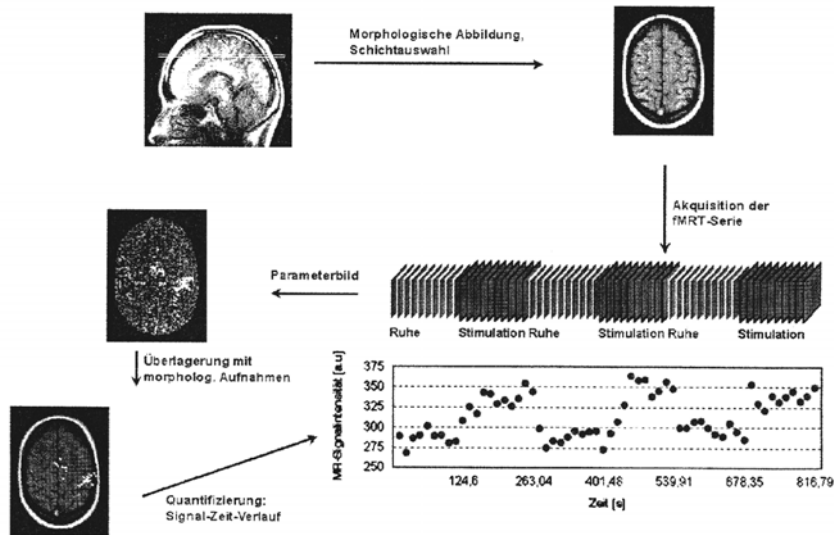 Morphologische Abbildung,
Schichtauswahl
Akquisition der
fMRT-Serie
Parameterbild
Ruhe Stimulation Ruhe Stimulation Ruhe Stimulation
Überlagerung mit
morpholog. Aufnahmen
MR-Signalintensität [a.u]
375
350
325
300
275
250
124,6 263,04 401,48 539,91 678,35 816,79
Zeit [s]
Quantifizierung:
Signal-Zeit-Verlauf